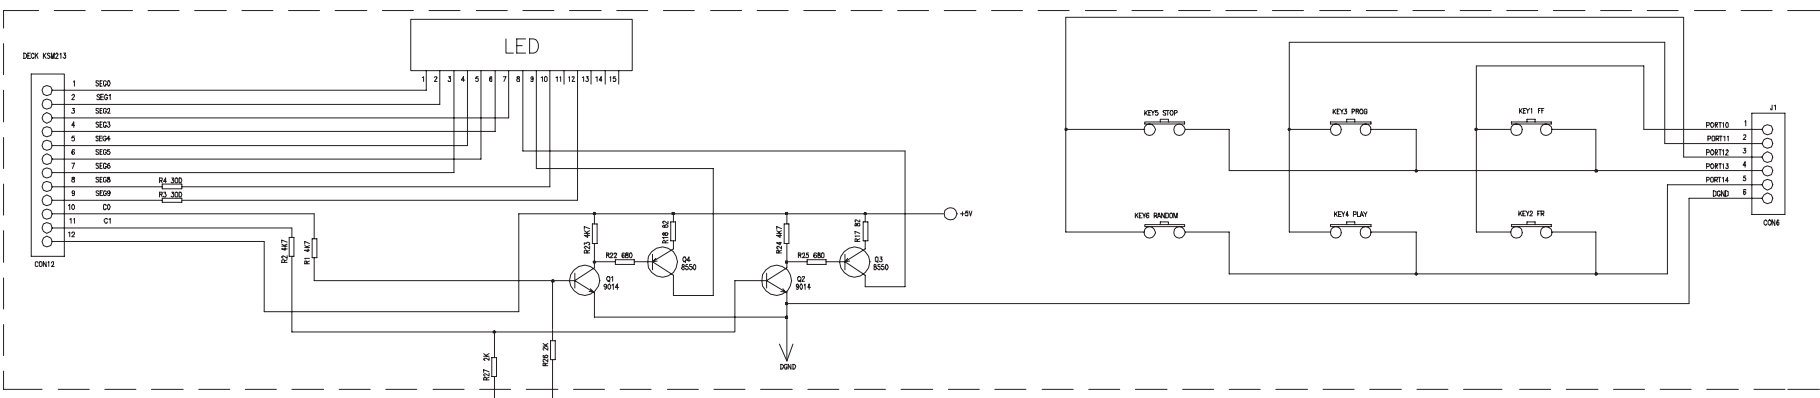 DECK KSM213
LED
1 2 3 4 5 6 7 8 9 10 11 12 13 14 15
1 SEG0
2 SEG1
3 SEG2
4 SEG3
5 SEG4
6 SEG5
7 SEG6
8 SEG8
9 SEG9
10 C0
11 C1
12
CON12
R4 300
R3 300
R2 4K7
R1 4K7
R23 4K7
R22 680
R18 82
Q4
8550
Q1
9014
R24 4K7
R25 680
R17 82
Q3
8550
Q2
9014
+5V
DGND
R27 2K
R26 2K
KEY5 STOP
KEY3 PROG
KEY1 FF
KEY6 RANDOM
KEY4 PLAY
KEY2 FR
J1
PORT10 1
PORT11 2
PORT12 3
PORT13 4
PORT14 5
DGND 6
CON6